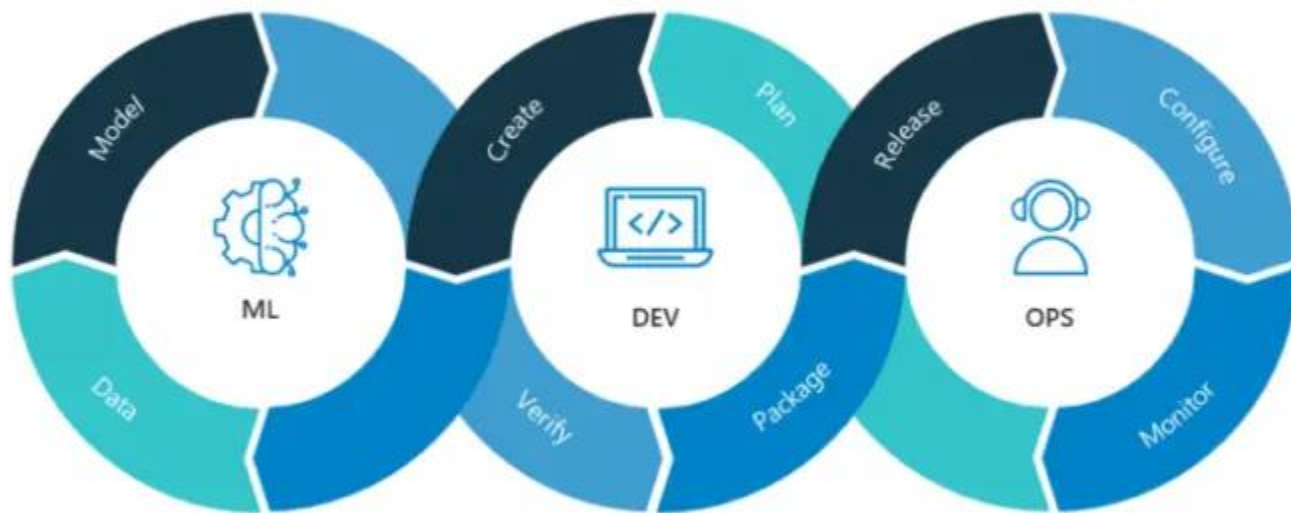 Model
Data
ML
Create
Plan
Verify
Package
DEV
Release
Configure
Monitor
OPS